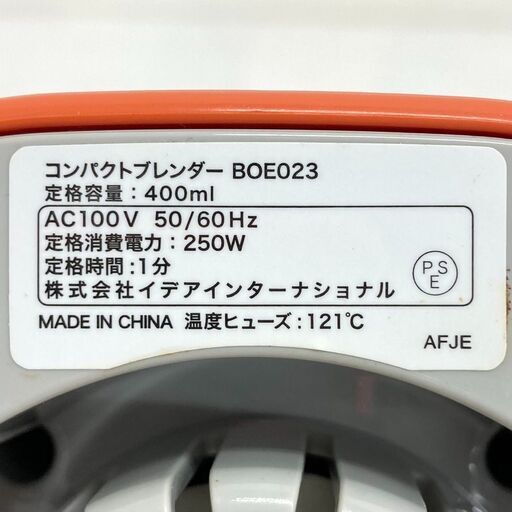 コンパクトブレンダー BOE023
定格容量：400ml
AC100V 50/60Hz
定格消費電力：250W
定格時間：1分
株式会社イデアインターナショナル
PSE
MADE IN CHINA 温度ヒューズ：121℃
AFJE